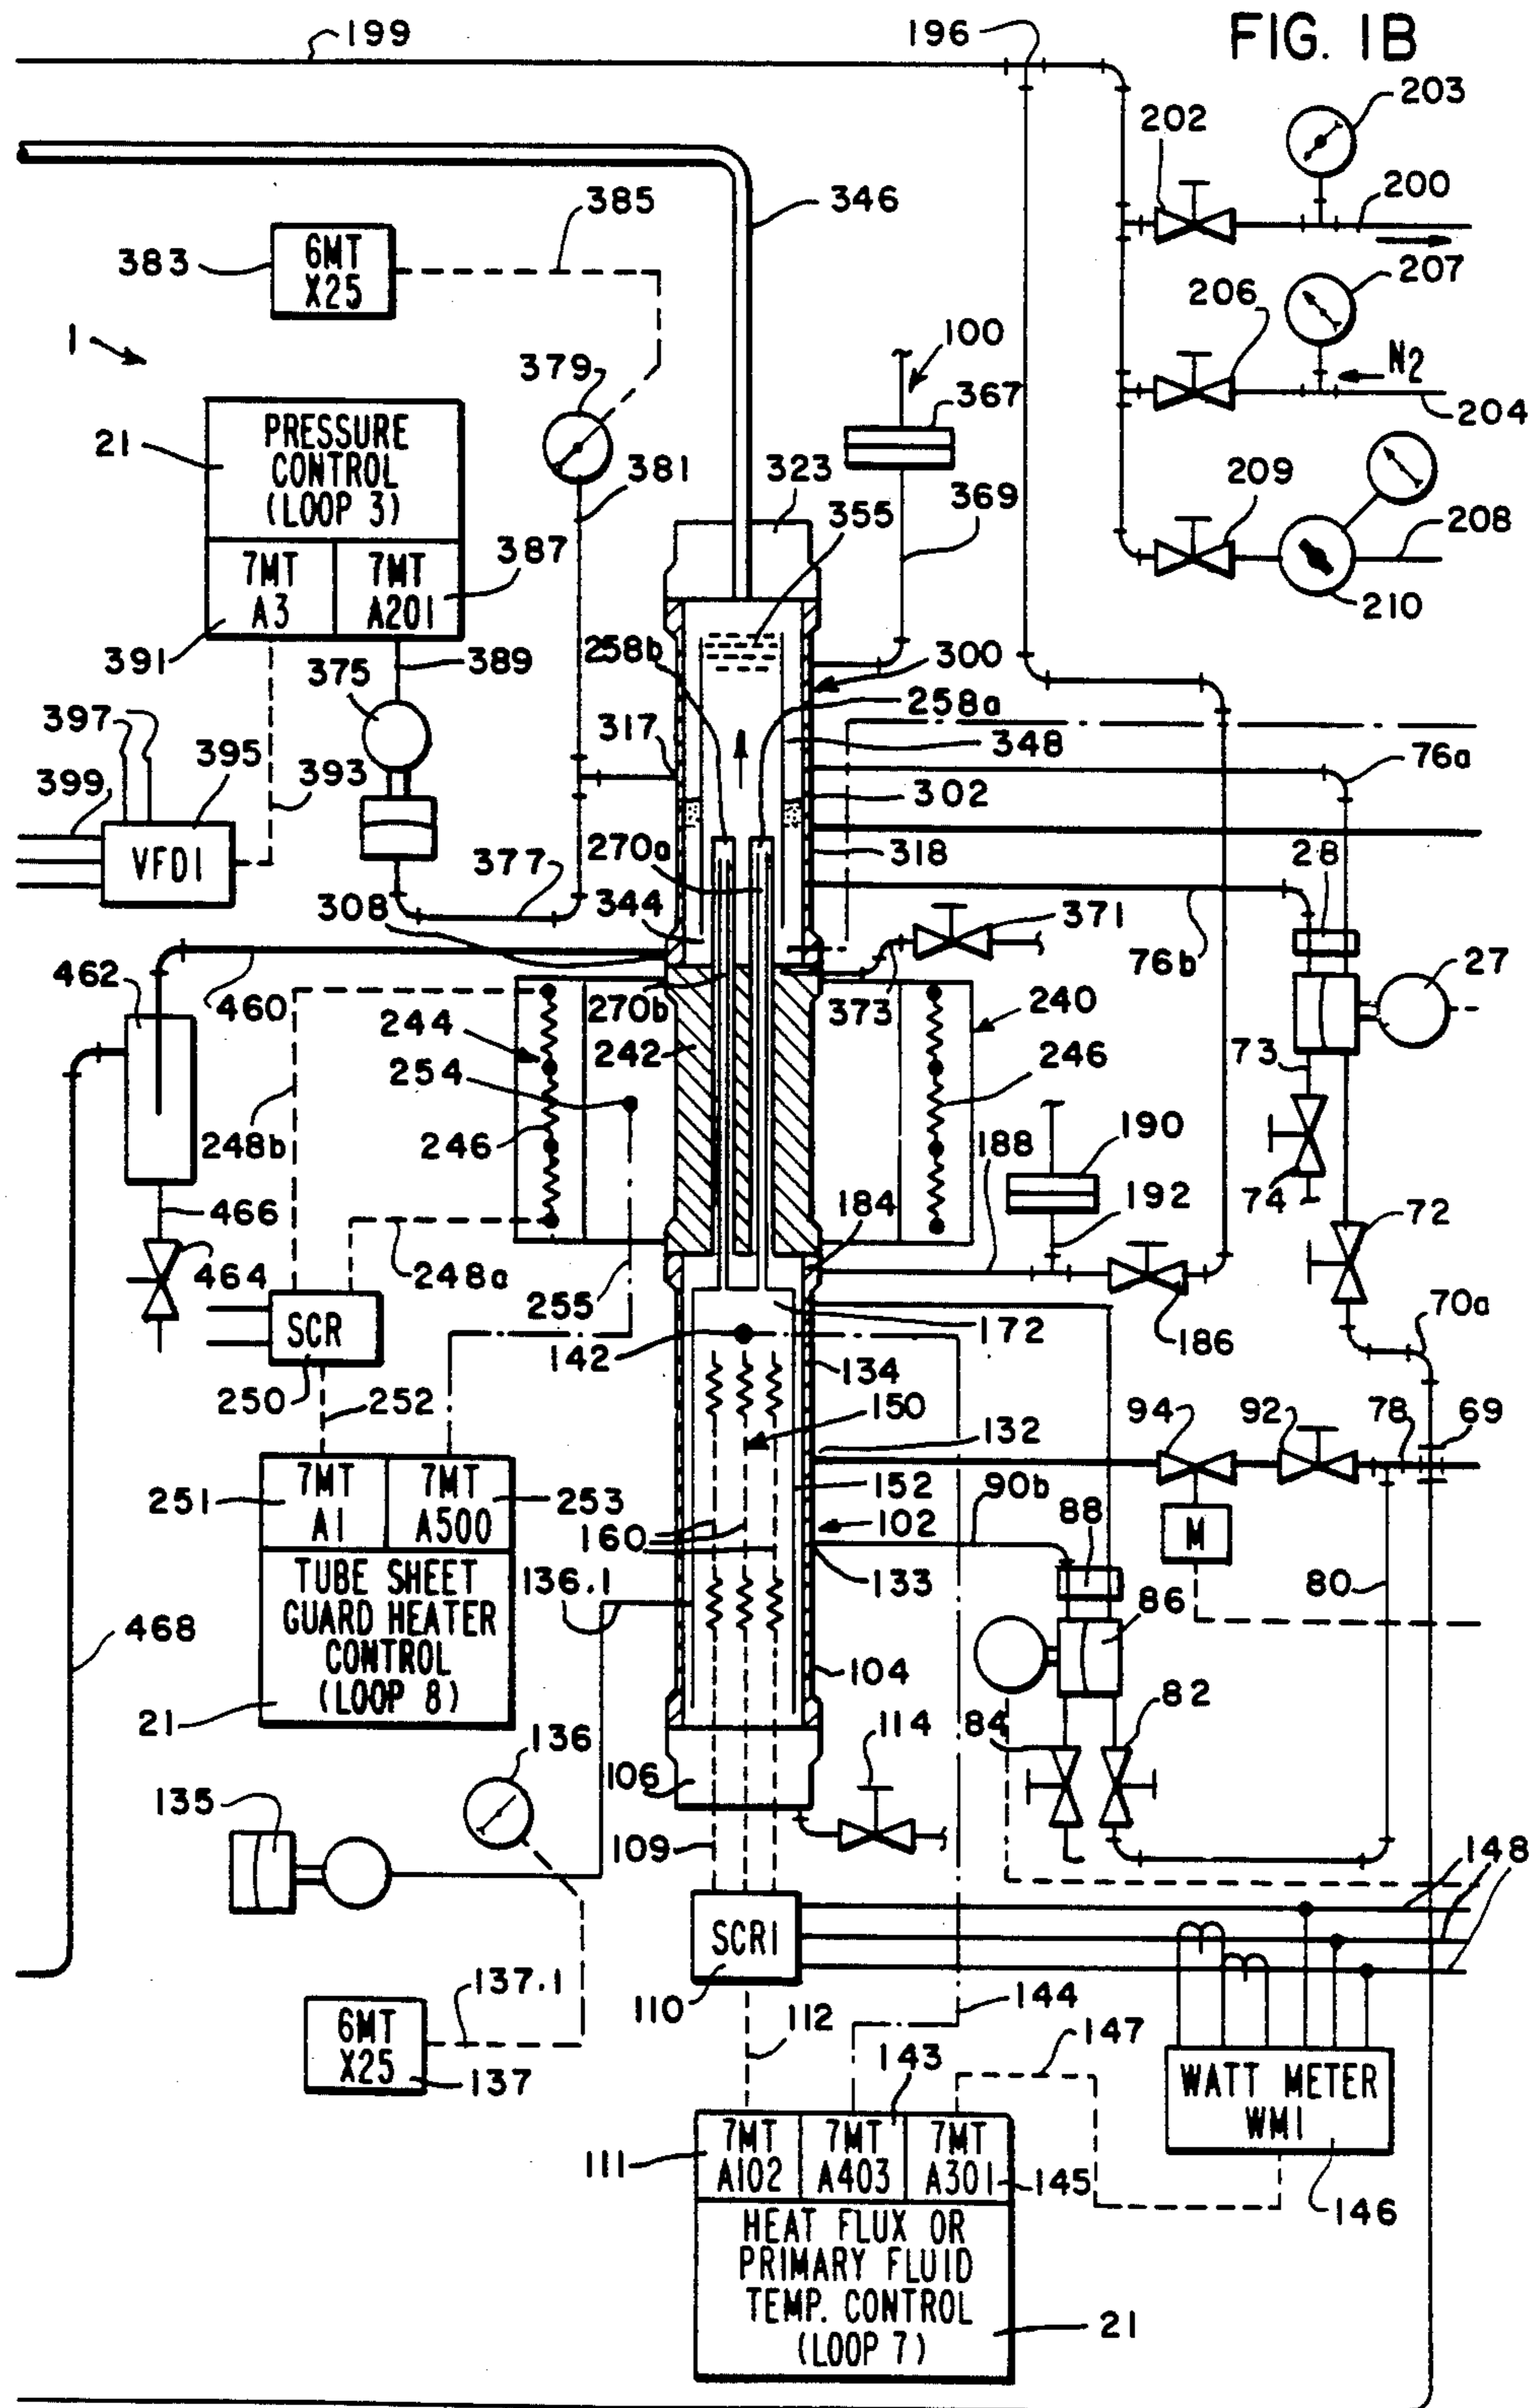 FIG. 1B
199
196
203
202
200
385
346
383
6MT
X25
207
206
1
100
N2
379
367
204
21
PRESSURE
CONTROL
(LOOP 3)
381
323
355
369
209
208
7MT
A3
7MT
A201
387
210
391
389
258b
300
375
258a
397
317
348
76a
395
393
399
302
VFD1
270a
318
28
377
308
344
371
76b
27
462
460
270b
373
240
244
242
254
73
246
246
248b
190
188
192
74
184
72
466
464
248a
255
70a
SCR
172
142
186
134
250
252
150
94
92
78
69
132
7MT
A1
7MT
A500
251
253
152
90b
88
102
M
160
TUBE SHEET
GUARD HEATER
CONTROL
(LOOP 8)
136.1
133
80
86
468
104
21
136
114
84
82
106
135
109
148
SCR1
137.1
110
112
144
6MT
X25
137
143
147
WATT METER
WM1
111
7MT
A102
7MT
A403
7MT
A301
145
146
HEAT FLUX OR
PRIMARY FLUID
TEMP. CONTROL
(LOOP 7)
21